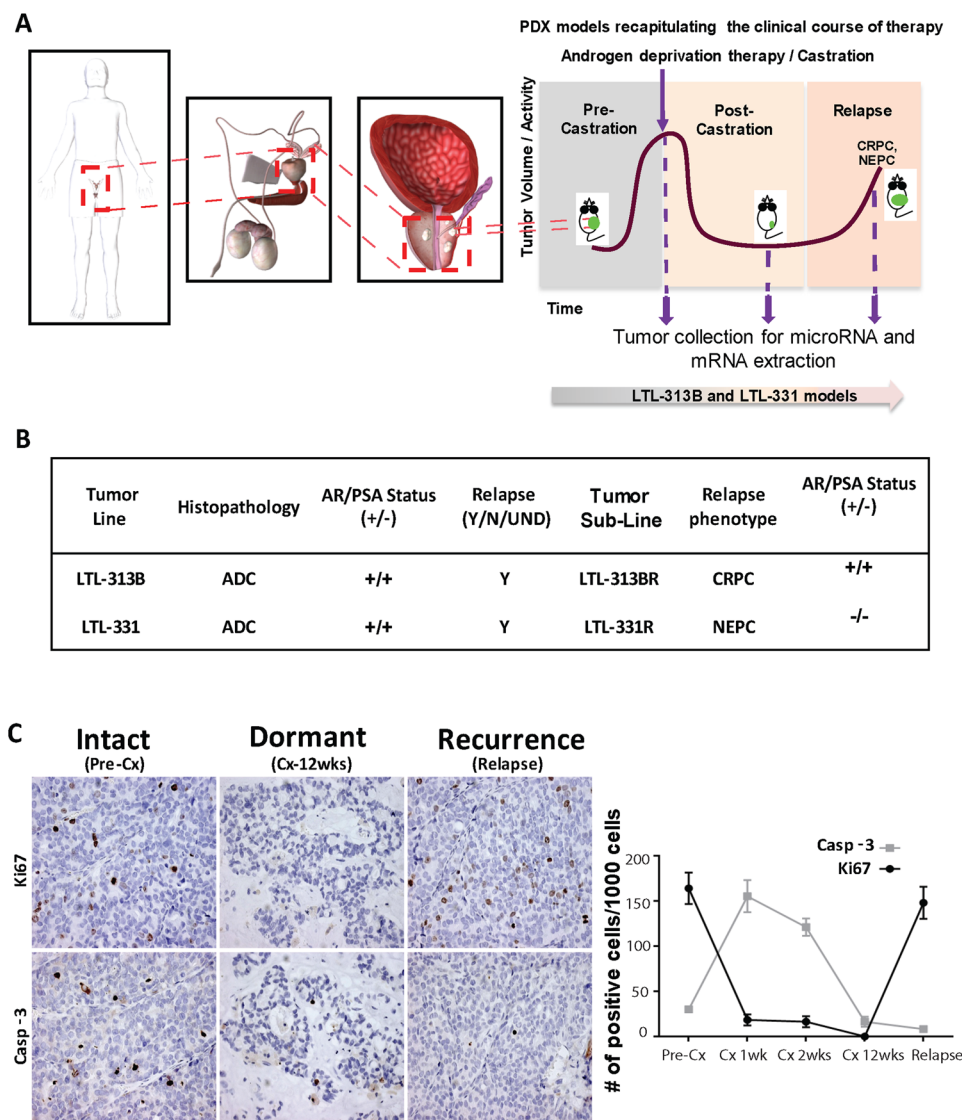 A
PDX models recapitulating the clinical course of therapy
Androgen deprivation therapy / Castration
Tumor Volume / Activity
Pre-
Castration
Post-
Castration
Relapse
CRPC,
NEPC
Time
Tumor collection for microRNA and
mRNA extraction
LTL-313B and LTL-331 models
B
Tumor
Line
Histopathology
AR/PSA Status
(+/-)
Relapse
(Y/N/UND)
Tumor
Sub-Line
Relapse
phenotype
AR/PSA Status
(+/-)
LTL-313B ADC +/+ Y LTL-313BR CRPC +/+
LTL-331 ADC +/+ Y LTL-331R NEPC -/-
C
Intact
(Pre-Cx)
Dormant
(Cx-12wks)
Recurrence
(Relapse)
Ki67
Casp-3
# of positive cells/1000 cells
Casp-3
Ki67
200
150
100
50
0
Pre-Cx Cx 1wk Cx 2wks Cx 12wks Relapse